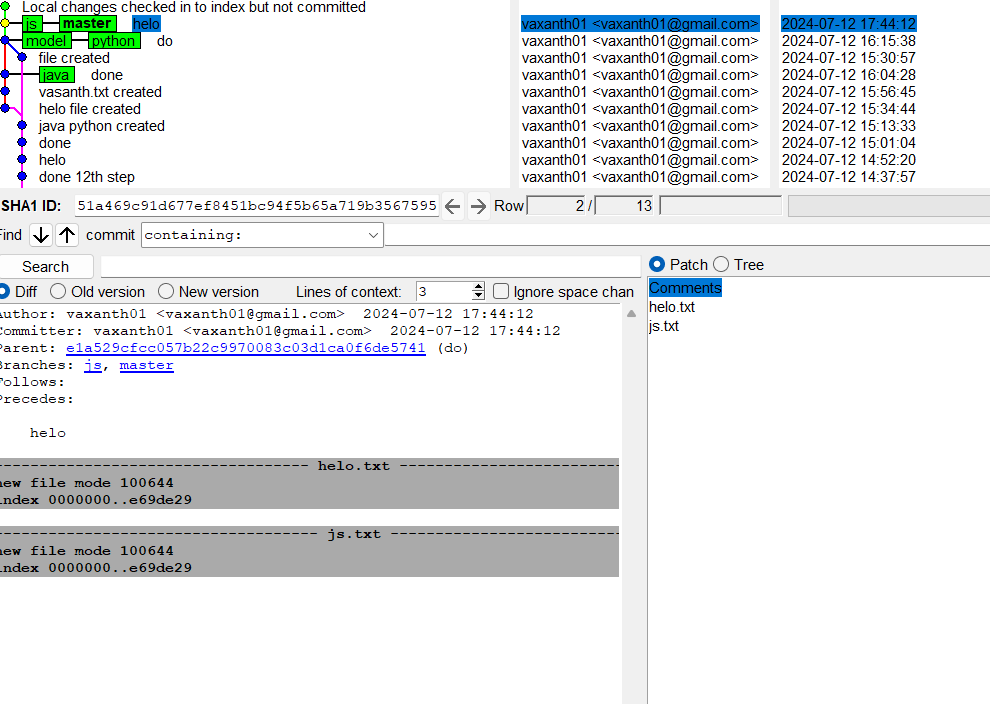 Local changes checked in to index but not committed
js master helo vaxanth01 <vaxanth01@gmail.com> 2024-07-12 17:44:12
model python do vaxanth01 <vaxanth01@gmail.com> 2024-07-12 16:15:38
file created vaxanth01 <vaxanth01@gmail.com> 2024-07-12 15:30:57
java done vaxanth01 <vaxanth01@gmail.com> 2024-07-12 16:04:28
vasanth.txt created vaxanth01 <vaxanth01@gmail.com> 2024-07-12 15:56:45
helo file created vaxanth01 <vaxanth01@gmail.com> 2024-07-12 15:34:44
java python created vaxanth01 <vaxanth01@gmail.com> 2024-07-12 15:13:33
done vaxanth01 <vaxanth01@gmail.com> 2024-07-12 15:01:04
helo vaxanth01 <vaxanth01@gmail.com> 2024-07-12 14:52:20
done 12th step vaxanth01 <vaxanth01@gmail.com> 2024-07-12 14:37:57
SHA1 ID: 51a469c91d677ef8451bc94f5b65a719b3567595 Row 2 / 13
Find commit containing:
Search
Patch Tree
Diff Old version New version Lines of context: 3 Ignore space chan
Comments
helo.txt
js.txt
Author: vaxanth01 <vaxanth01@gmail.com> 2024-07-12 17:44:12
Committer: vaxanth01 <vaxanth01@gmail.com> 2024-07-12 17:44:12
Parent: e1a529cfcc057b22c9970083c03d1ca0f6de5741 (do)
Branches: js, master
Follows:
Precedes:
helo
---------------------------------- helo.txt ------------------------
new file mode 100644
index 0000000..e69de29
----------------------------------- js.txt -------------------------
new file mode 100644
index 0000000..e69de29